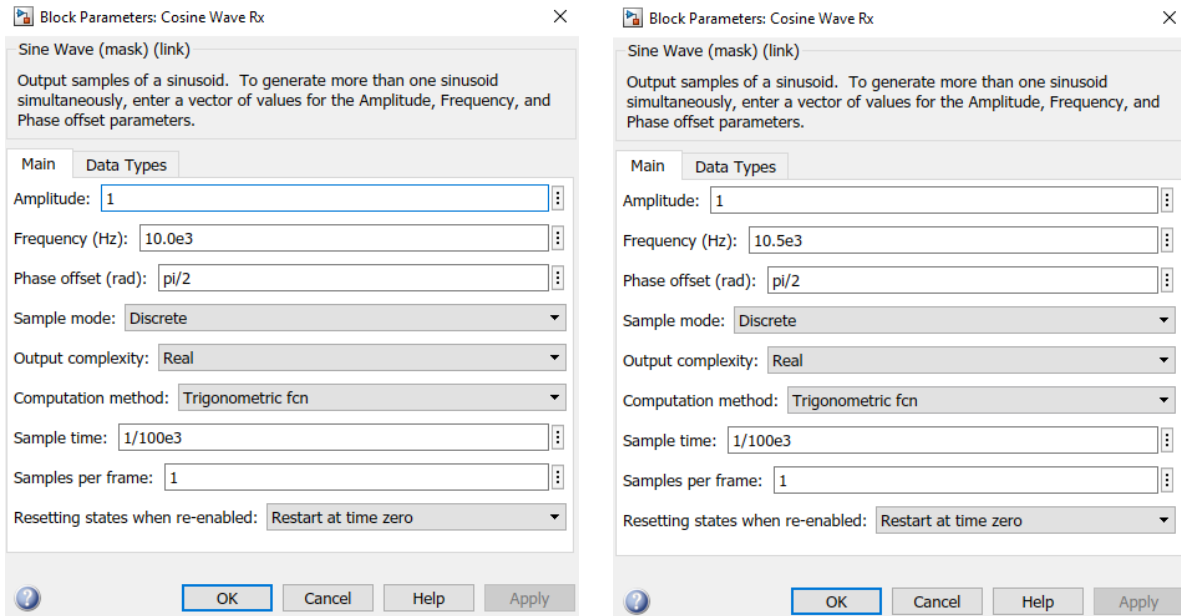 Block Parameters: Cosine Wave Rx
Sine Wave (mask) (link)
Output samples of a sinusoid. To generate more than one sinusoid
simultaneously, enter a vector of values for the Amplitude, Frequency, and
Phase offset parameters.
Main Data Types
Amplitude: 1
Frequency (Hz): 10.0e3
Phase offset (rad): pi/2
Sample mode: Discrete
Output complexity: Real
Computation method: Trigonometric fcn
Sample time: 1/100e3
Samples per frame: 1
Resetting states when re-enabled: Restart at time zero
OK Cancel Help Apply
Block Parameters: Cosine Wave Rx
Sine Wave (mask) (link)
Output samples of a sinusoid. To generate more than one sinusoid
simultaneously, enter a vector of values for the Amplitude, Frequency, and
Phase offset parameters.
Main Data Types
Amplitude: 1
Frequency (Hz): 10.5e3
Phase offset (rad): pi/2
Sample mode: Discrete
Output complexity: Real
Computation method: Trigonometric fcn
Sample time: 1/100e3
Samples per frame: 1
Resetting states when re-enabled: Restart at time zero
OK Cancel Help Apply